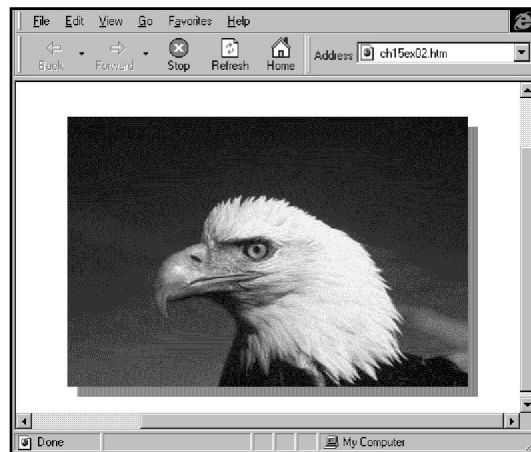 File Edit View Go Favorites Help
Back Forward Stop Refresh Home Address ch15ex02.htm
Done My Computer